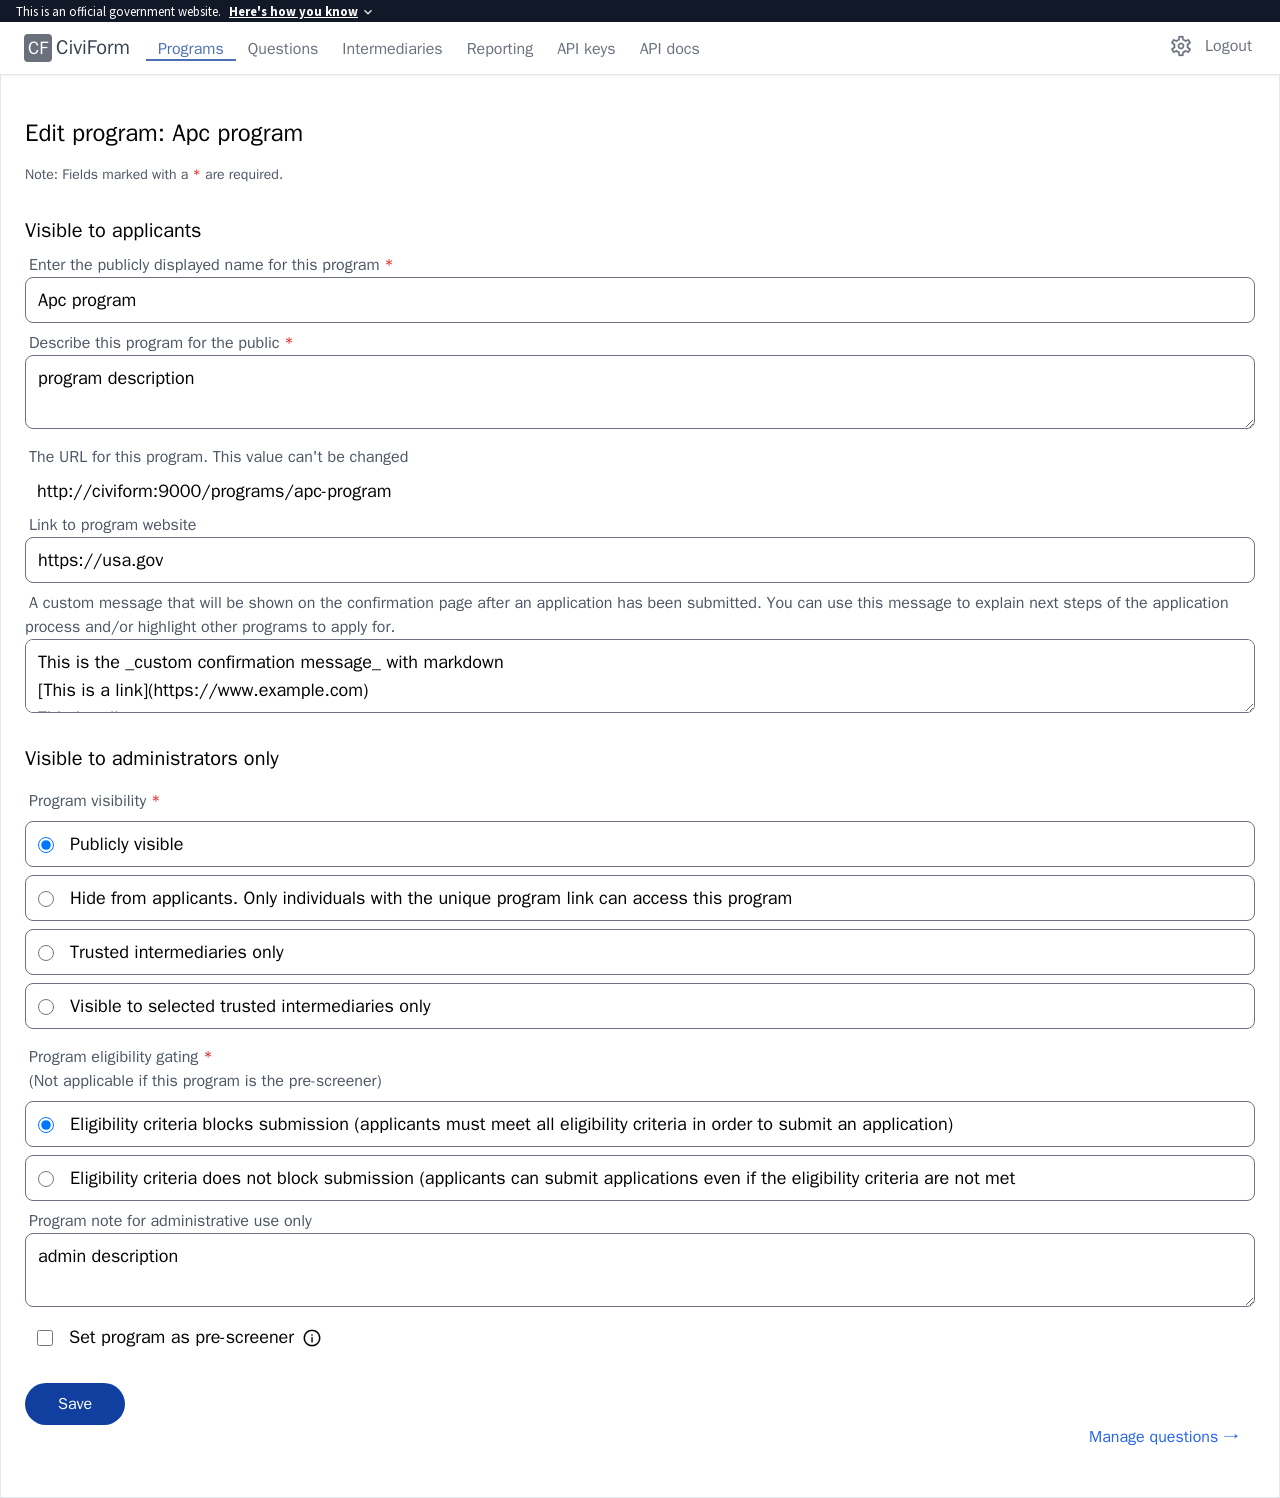 This is an official government website. Here's how you know
CF CiviForm Programs Questions Intermediaries Reporting API keys API docs Logout
Edit program: Apc program
Note: Fields marked with a * are required.
Visible to applicants
Enter the publicly displayed name for this program *
Apc program
Describe this program for the public *
program description
The URL for this program. This value can't be changed
http://civiform:9000/programs/apc-program
Link to program website
https://usa.gov
A custom message that will be shown on the confirmation page after an application has been submitted. You can use this message to explain next steps of the application
process and/or highlight other programs to apply for.
This is the _custom confirmation message_ with markdown
[This is a link](https://www.example.com)
Visible to administrators only
Program visibility *
Publicly visible
Hide from applicants. Only individuals with the unique program link can access this program
Trusted intermediaries only
Visible to selected trusted intermediaries only
Program eligibility gating *
(Not applicable if this program is the pre-screener)
Eligibility criteria blocks submission (applicants must meet all eligibility criteria in order to submit an application)
Eligibility criteria does not block submission (applicants can submit applications even if the eligibility criteria are not met
Program note for administrative use only
admin description
Set program as pre-screener
Save
Manage questions →